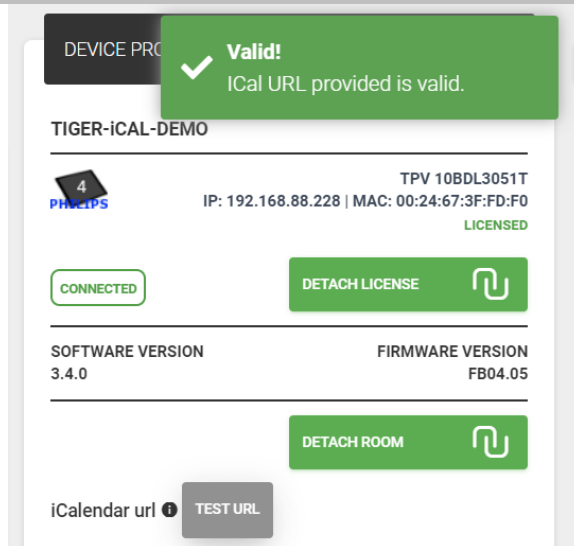 DEVICE PRO
Valid!
ICal URL provided is valid.
TIGER-iCAL-DEMO
4
PHILIPS
TPV 10BDL3051T
IP: 192.168.88.228 | MAC: 00:24:67:3F:FD:F0
LICENSED
CONNECTED
DETACH LICENSE
SOFTWARE VERSION FIRMWARE VERSION
3.4.0 FB04.05
DETACH ROOM
iCalendar url TEST URL